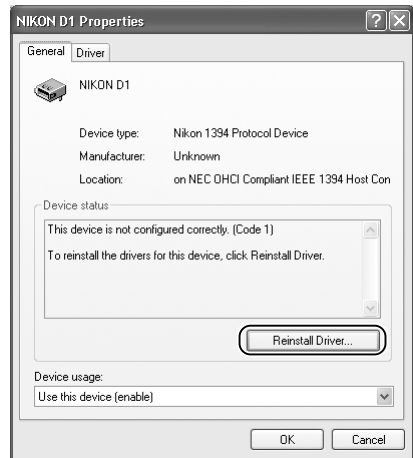 NIKON D1 Properties
General Driver
NIKON D1
Device type: Nikon 1394 Protocol Device
Manufacturer: Unknown
Location: on NEC OHCI Compliant IEEE 1394 Host Con
Device status
This device is not configured correctly. (Code 1)
To reinstall the drivers for this device, click Reinstall Driver.
Reinstall Driver...
Device usage:
Use this device (enable)
OK Cancel